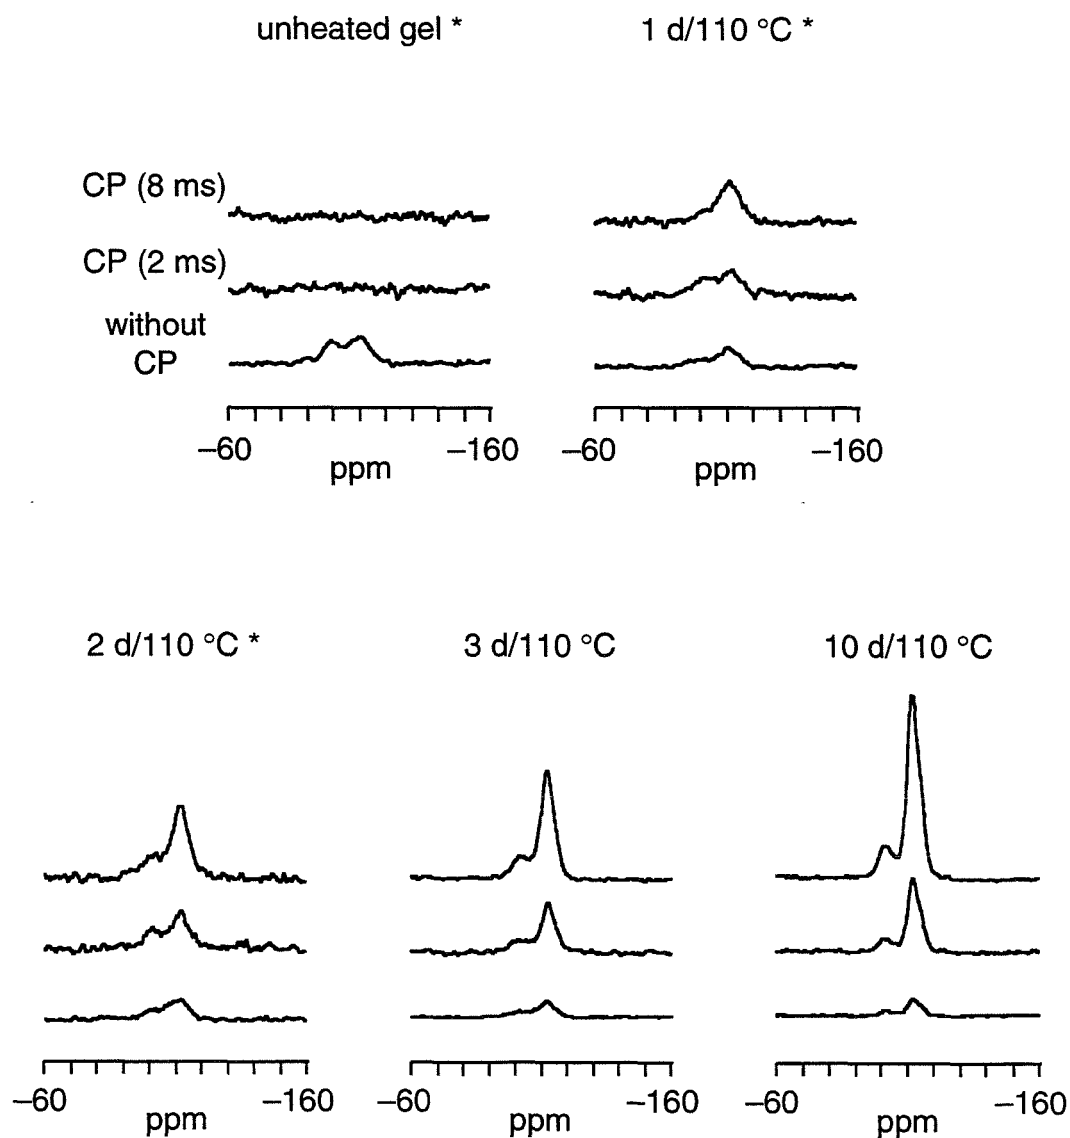 unheated gel *
1 d/110 °C *
CP (8 ms)
CP (2 ms)
without
CP
–60
ppm
–160
–60
ppm
–160
2 d/110 °C *
3 d/110 °C
10 d/110 °C
–60
ppm
–160
–60
ppm
–160
–60
ppm
–160